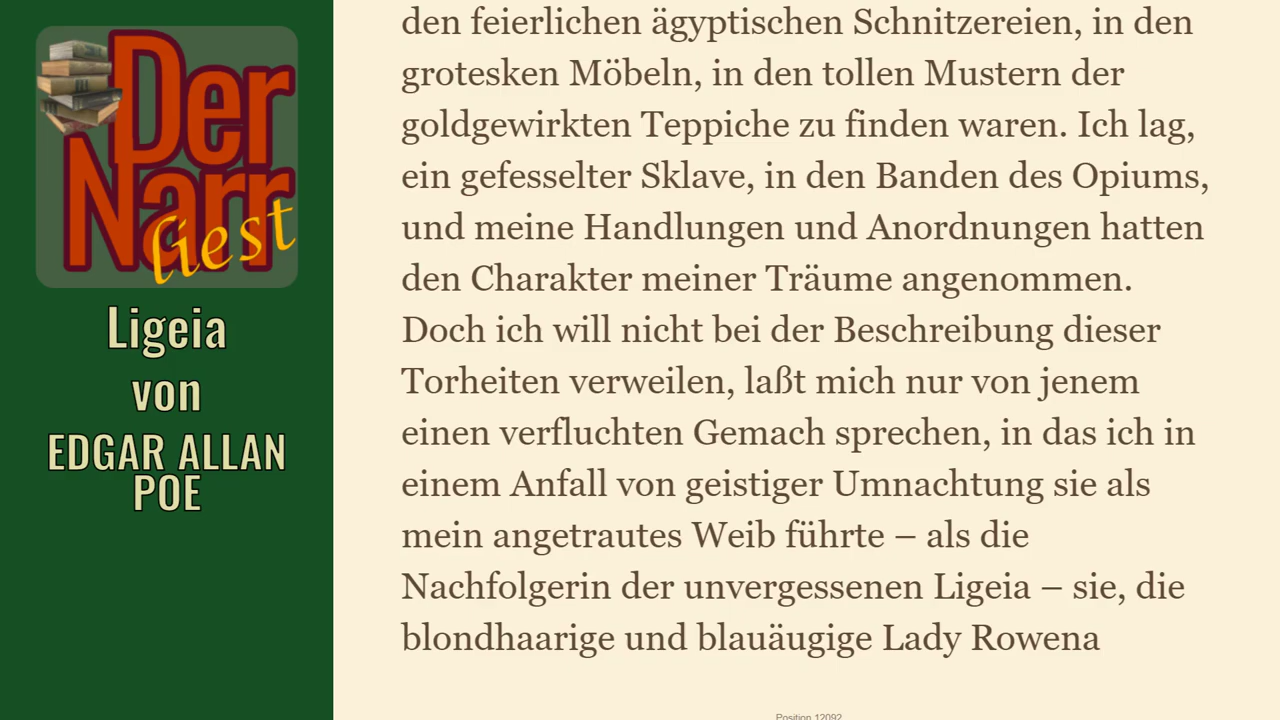 Der
Narr
liest
Ligeia
von
EDGAR ALLAN
POE
den feierlichen ägyptischen Schnitzereien, in den
grotesken Möbeln, in den tollen Mustern der
goldgewirkten Teppiche zu finden waren. Ich lag,
ein gefesselter Sklave, in den Banden des Opiums,
und meine Handlungen und Anordnungen hatten
den Charakter meiner Träume angenommen.
Doch ich will nicht bei der Beschreibung dieser
Torheiten verweilen, laßt mich nur von jenem
einen verfluchten Gemach sprechen, in das ich in
einem Anfall von geistiger Umnachtung sie als
mein angetrautes Weib führte – als die
Nachfolgerin der unvergessenen Ligeia – sie, die
blondhaarige und blauäugige Lady Rowena
Position 12092